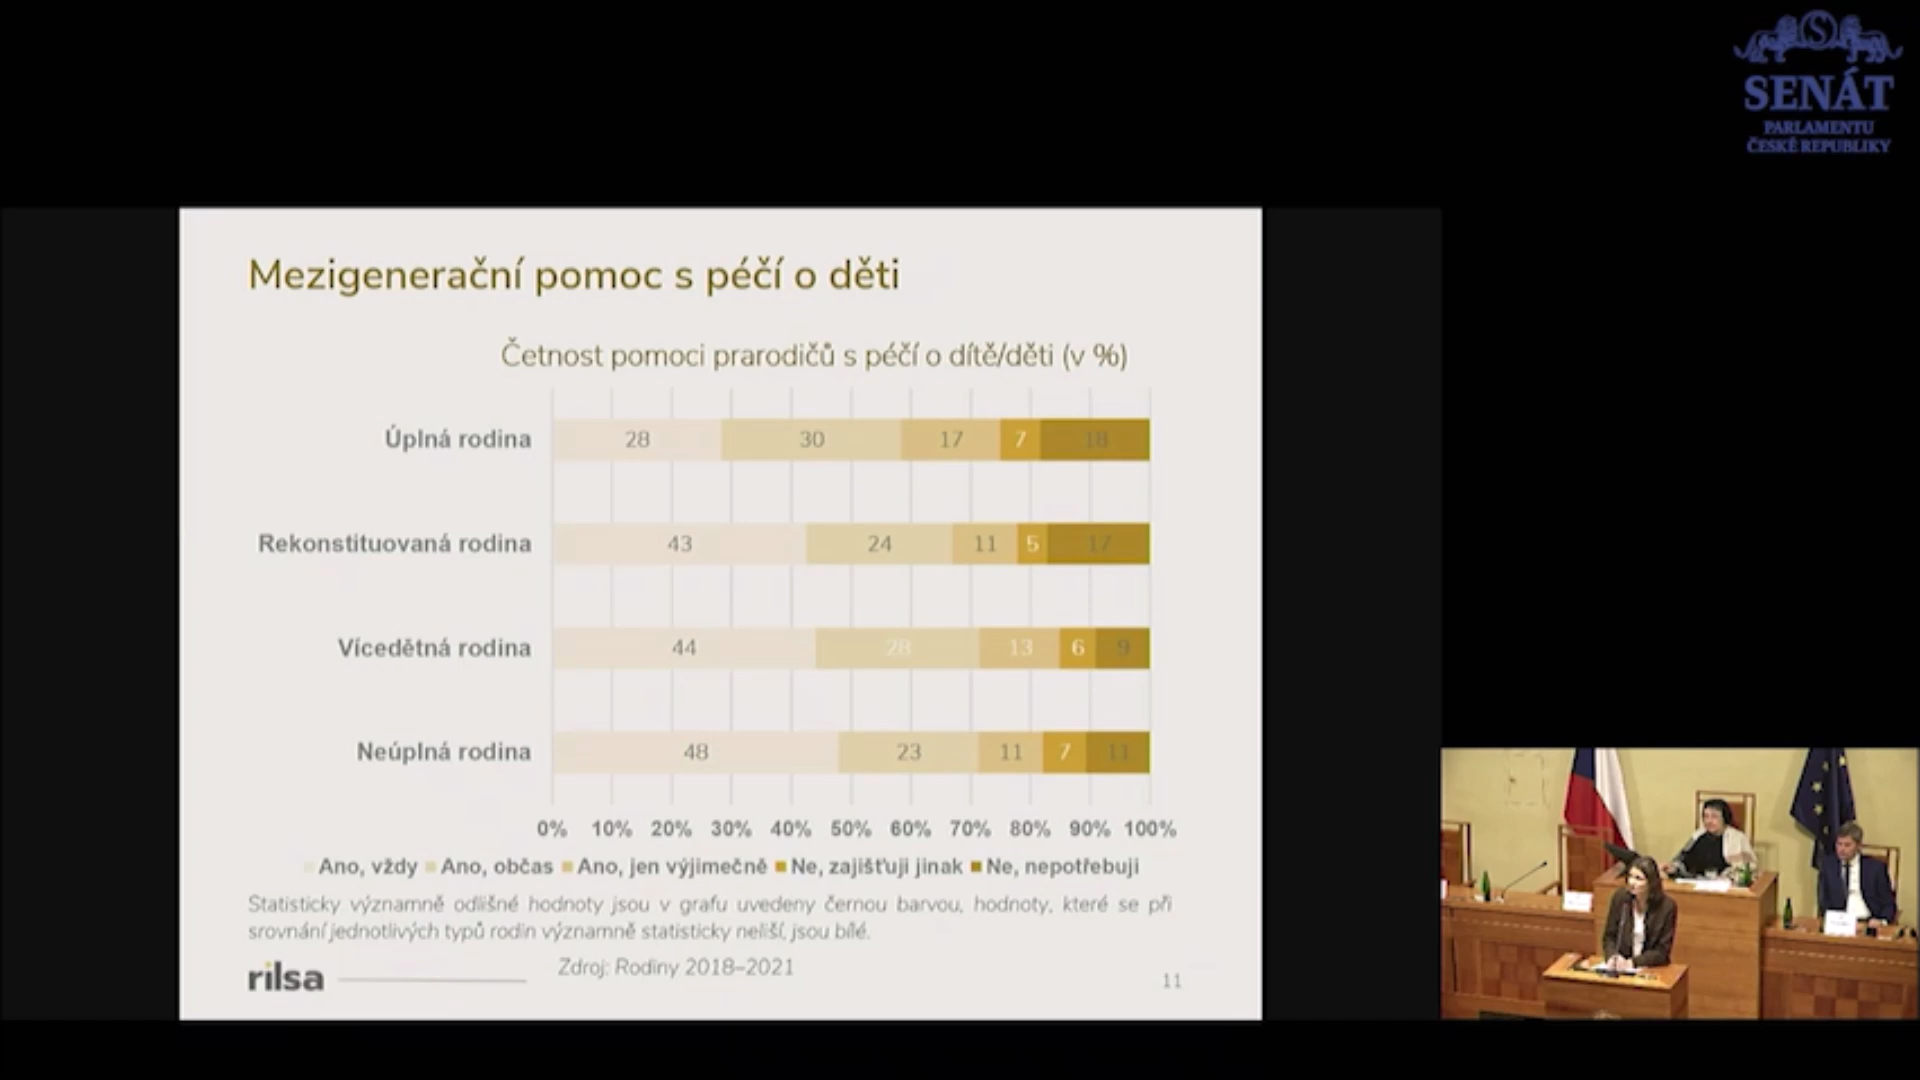 SENÁT
PARLAMENTU
ČESKÉ REPUBLIKY
Mezigenerační pomoc s péčí o děti
Četnost pomoci prarodičů s péčí o dítě/děti (v %)
Úplná rodina 28 30 17 7 18
Rekonstituovaná rodina 43 24 11 5 17
Vícedětná rodina 44 28 13 6 9
Neúplná rodina 48 23 11 7 11
0% 10% 20% 30% 40% 50% 60% 70% 80% 90% 100%
Ano, vždy Ano, občas Ano, jen výjimečně Ne, zajišťuji jinak Ne, nepotřebuji
Statisticky významně odlišné hodnoty jsou v grafu uvedeny černou barvou, hodnoty, které se při
srovnání jednotlivých typů rodin významně statisticky neliší, jsou bílé.
rilsa
Zdroj: Rodiny 2018–2021
11